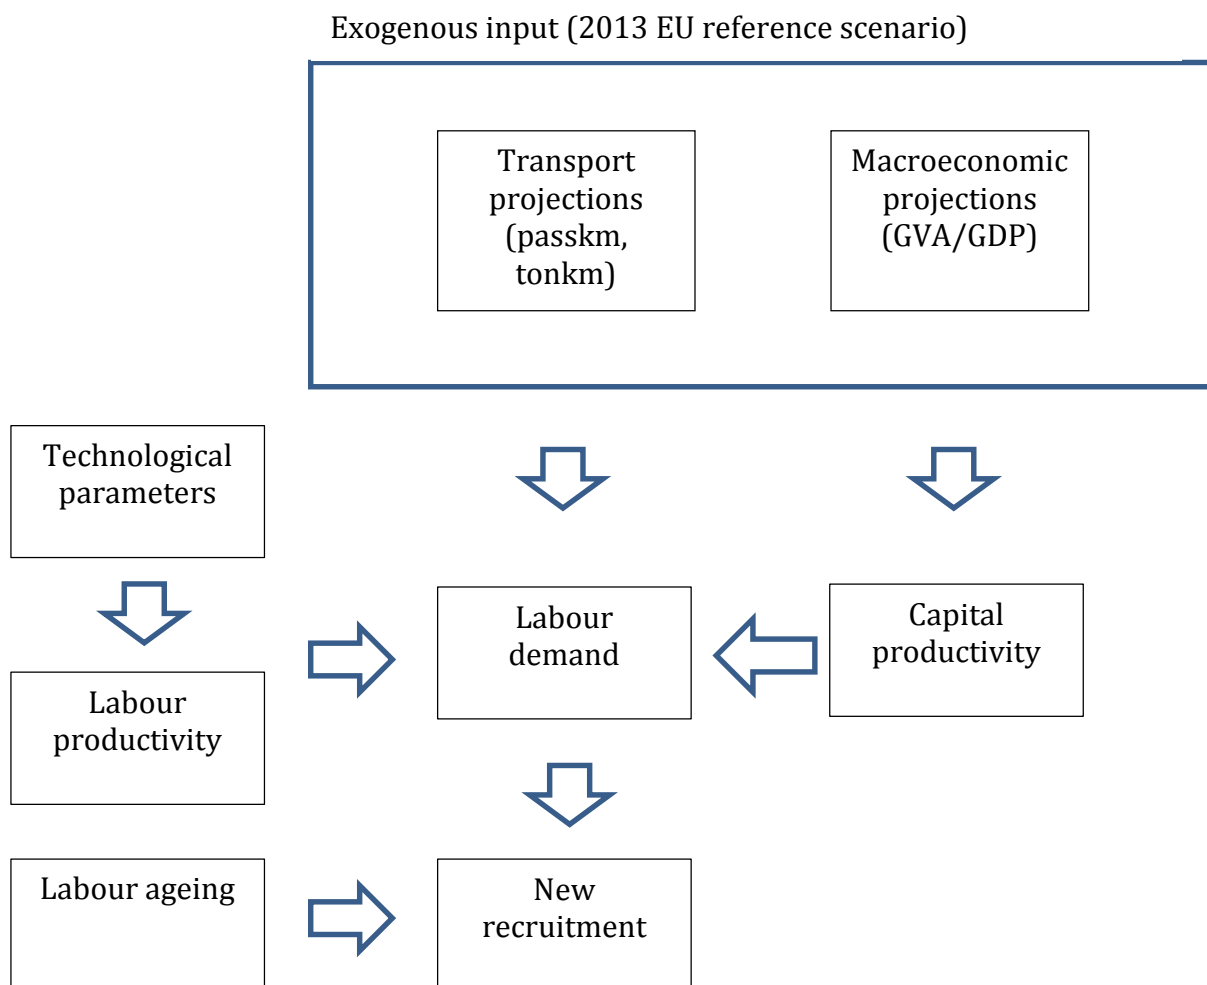 Exogenous input (2013 EU reference scenario)
Transport
projections
(passkm,
tonkm)
Macroeconomic
projections
(GVA/GDP)
Technological
parameters
Labour
demand
Capital
productivity
Labour
productivity
Labour ageing
New
recruitment